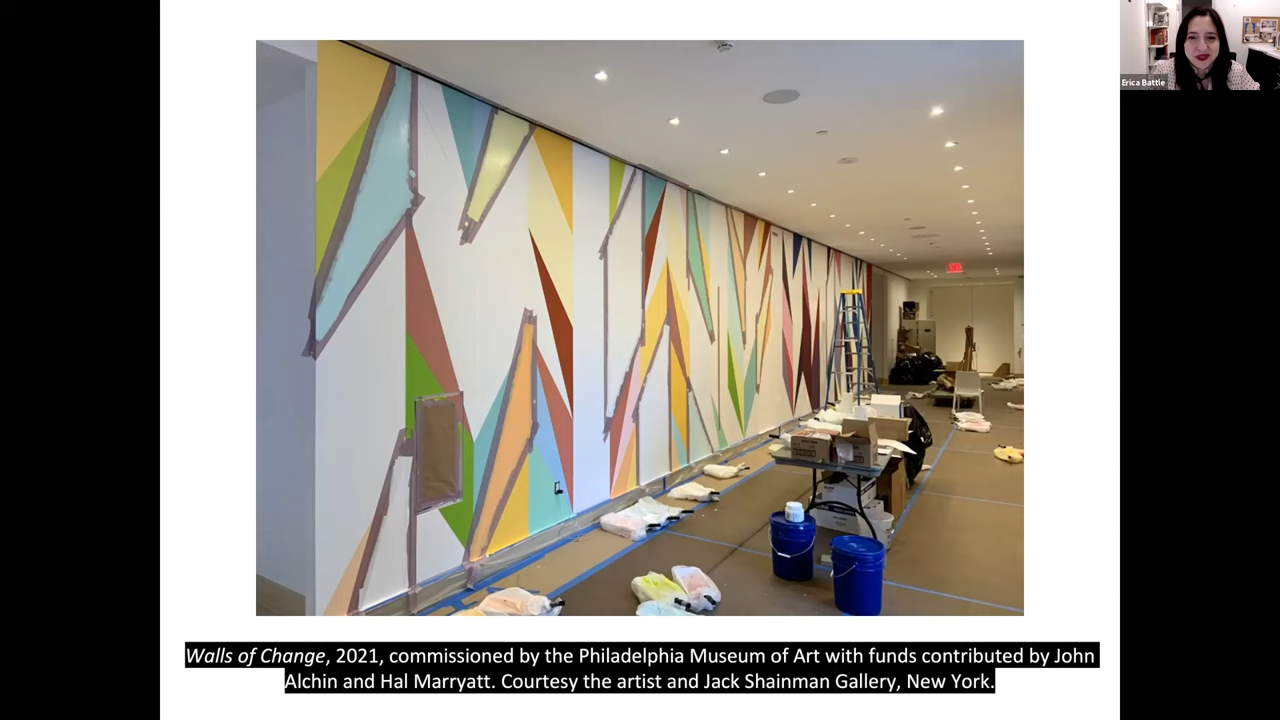 Erica Battle
Walls of Change, 2021, commissioned by the Philadelphia Museum of Art with funds contributed by John
Alchin and Hal Marryatt. Courtesy the artist and Jack Shainman Gallery, New York.